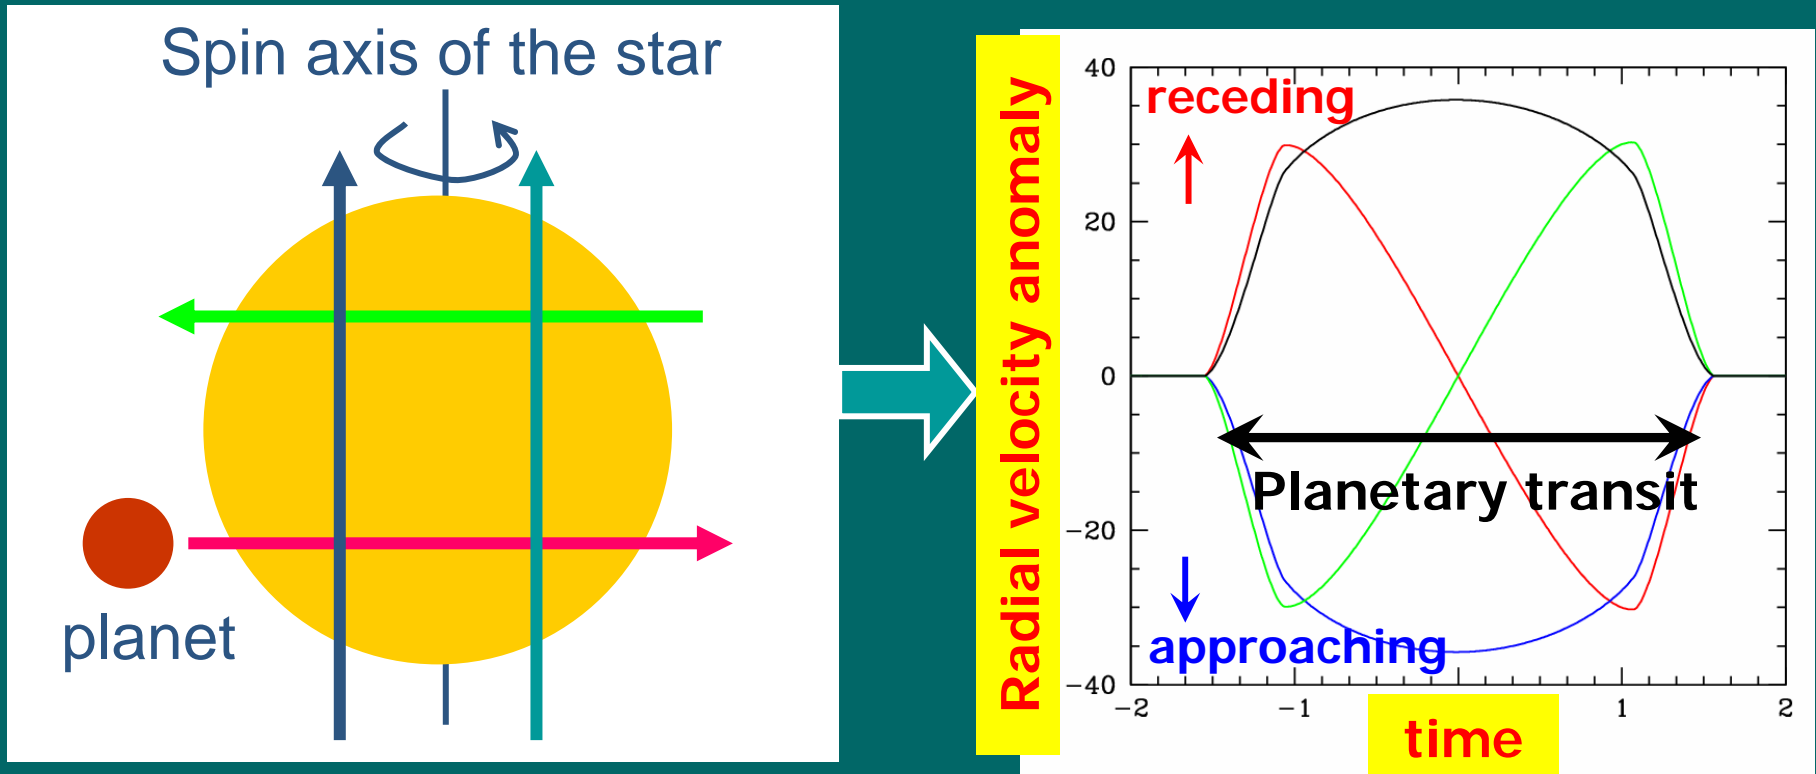 Spin axis of the star
planet
Radial velocity anomaly
40
20
0
−20
−40
receding
Planetary transit
approaching
−2
−1
1
2
time